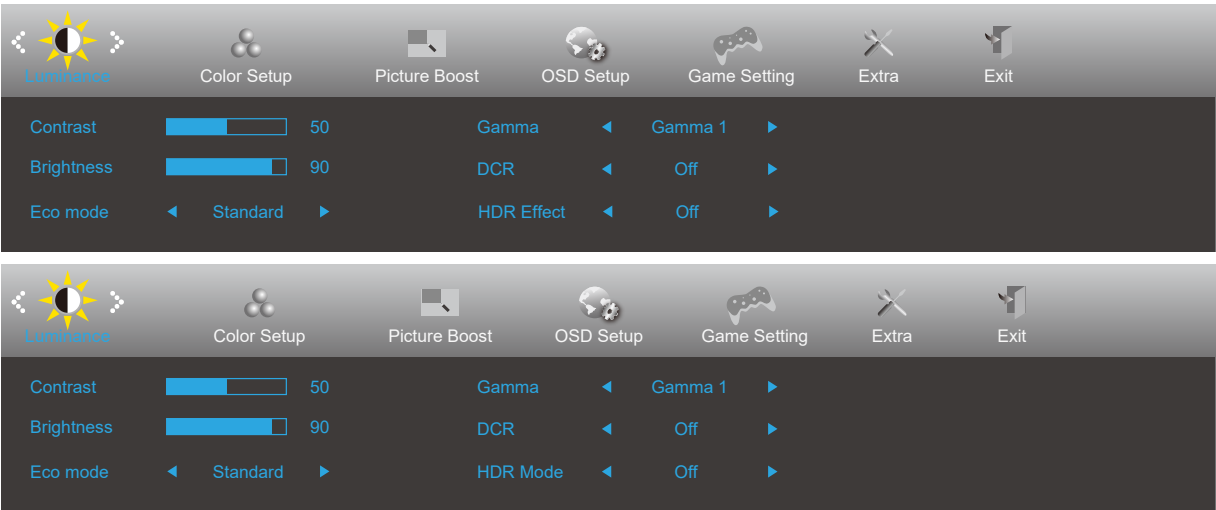 Luminance Color Setup Picture Boost OSD Setup Game Setting Extra Exit
Contrast 50 Gamma Gamma 1
Brightness 90 DCR Off
Eco mode Standard HDR Effect Off
Luminance Color Setup Picture Boost OSD Setup Game Setting Extra Exit
Contrast 50 Gamma Gamma 1
Brightness 90 DCR Off
Eco mode Standard HDR Mode Off